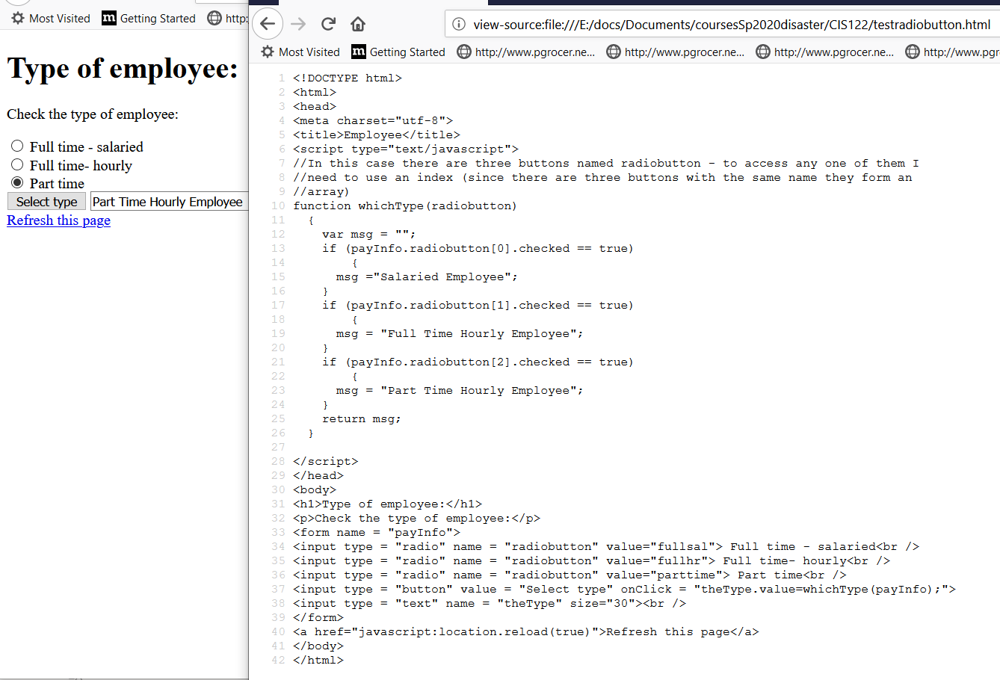 Most Visited Getting Started http:
Type of employee:
Check the type of employee:
Full time - salaried
Full time- hourly
Part time
Select type Part Time Hourly Employee
Refresh this page
view-source:file:///E:/docs/Documents/coursesSp2020disaster/CIS122/testradiobutton.html
Most Visited Getting Started http://www.pgrocer.ne... http://www.pgrocer.ne... http://www.pgrocer.ne... http://www.pgr
1 <!DOCTYPE html>
2 <html>
3 <head>
4 <meta charset="utf-8">
5 <title>Employee</title>
6 <script type="text/javascript">
7 //In this case there are three buttons named radiobutton - to access any one of them I
8 //need to use an index (since there are three buttons with the same name they form an
9 //array)
10 function whichType(radiobutton)
11 {
12 var msg = "";
13 if (payInfo.radiobutton[0].checked == true)
14 {
15 msg ="Salaried Employee";
16 }
17 if (payInfo.radiobutton[1].checked == true)
18 {
19 msg = "Full Time Hourly Employee";
20 }
21 if (payInfo.radiobutton[2].checked == true)
22 {
23 msg = "Part Time Hourly Employee";
24 }
25 return msg;
26 }
27
28 </script>
29 </head>
30 <body>
31 <h1>Type of employee:</h1>
32 <p>Check the type of employee:</p>
33 <form name = "payInfo">
34 <input type = "radio" name = "radiobutton" value="fullsal"> Full time - salaried<br />
35 <input type = "radio" name = "radiobutton" value="fullhr"> Full time- hourly<br />
36 <input type = "radio" name = "radiobutton" value="parttime"> Part time<br />
37 <input type = "button" value = "Select type" onClick = "theType.value=whichType(payInfo);">
38 <input type = "text" name = "theType" size="30"><br />
39 </form>
40 <a href="javascript:location.reload(true)">Refresh this page</a>
41 </body>
42 </html>